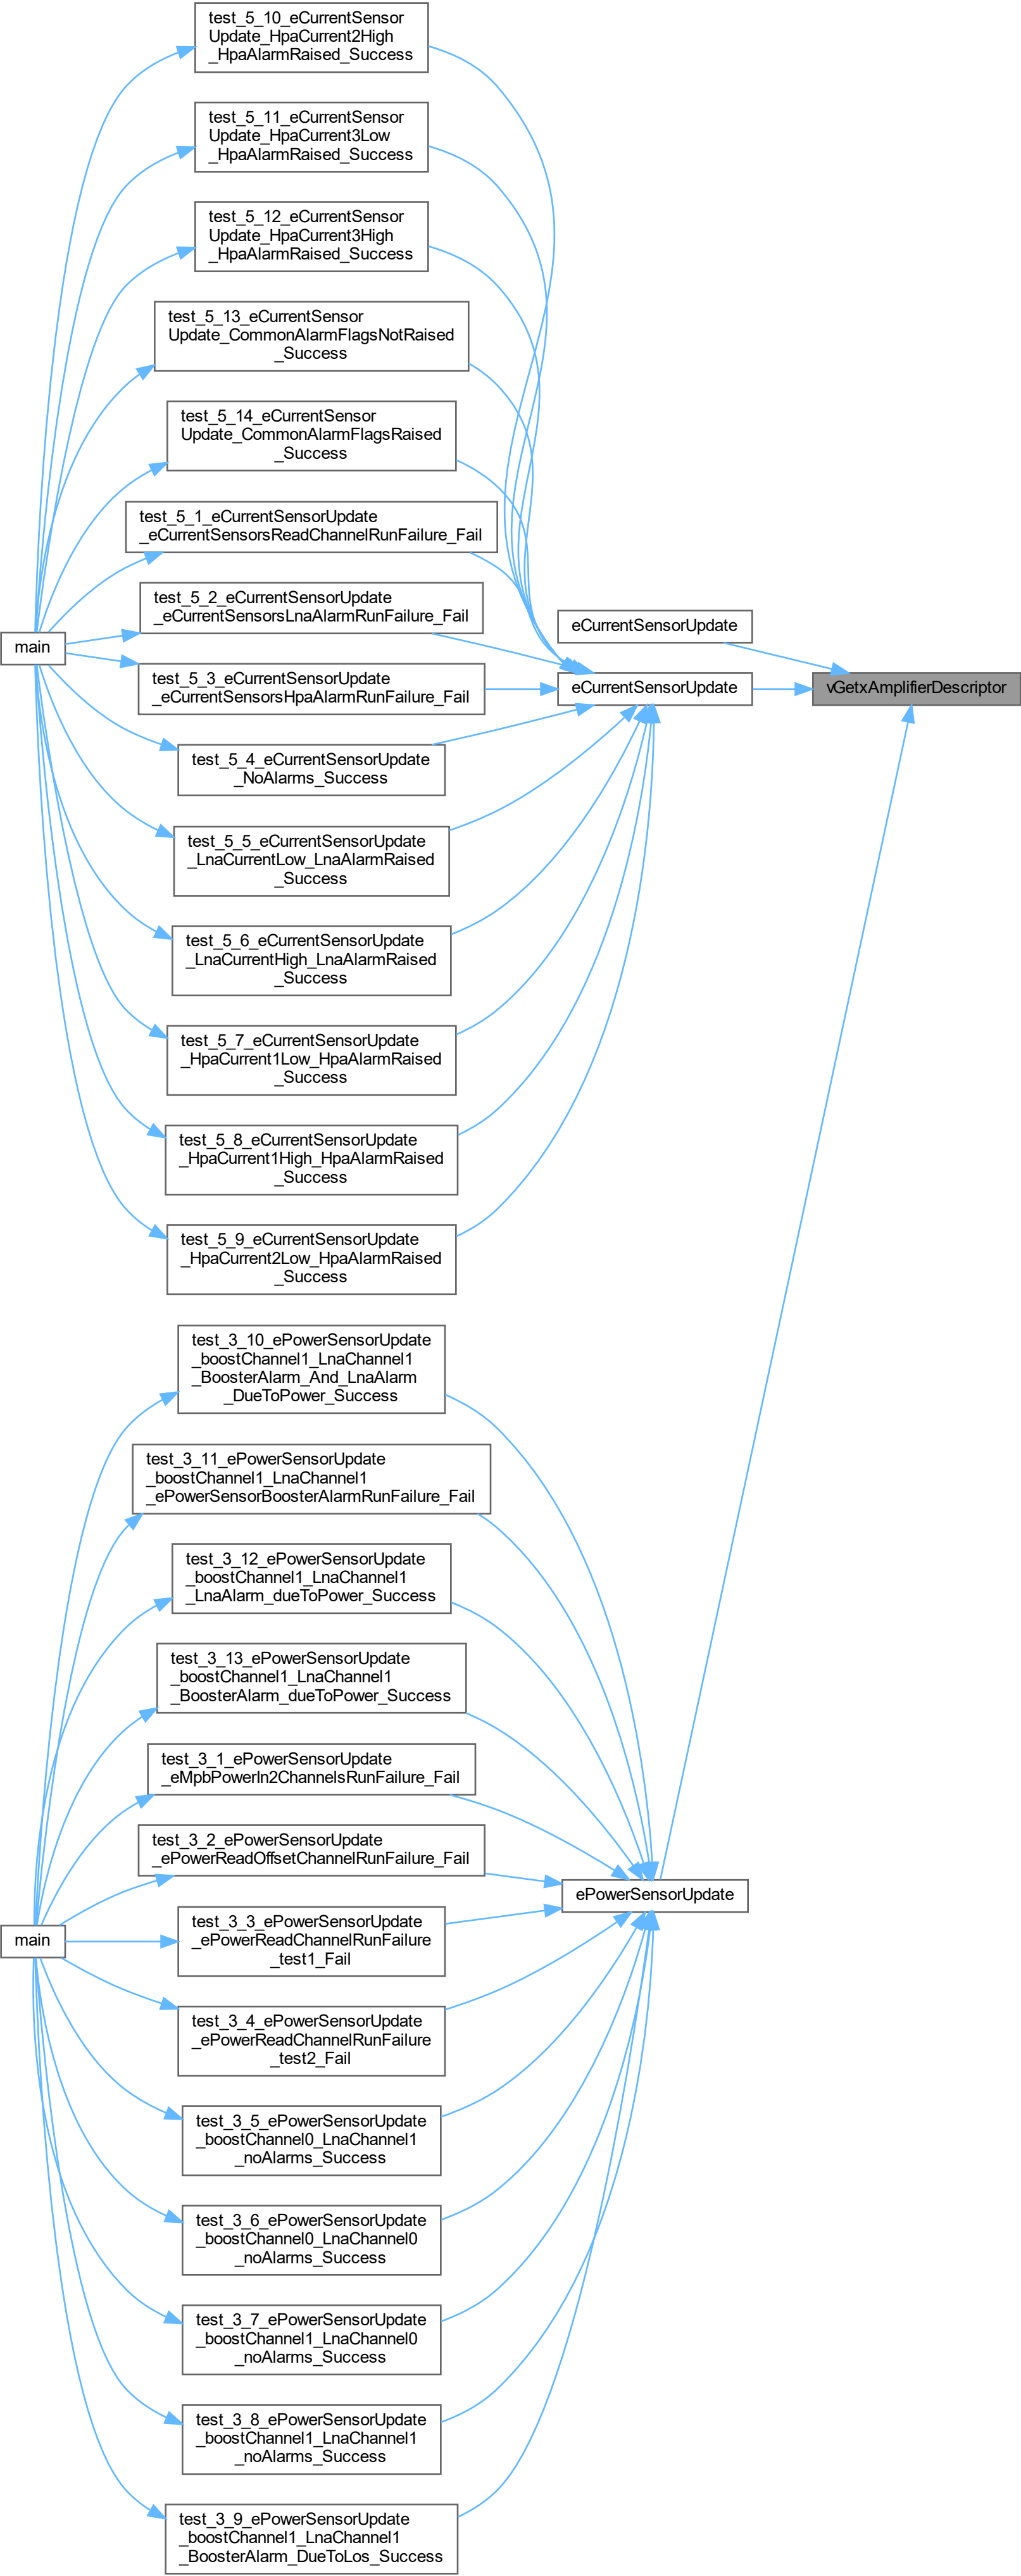 test_5_10_eCurrentSensor
Update_HpaCurrent2High
_HpaAlarmRaised_Success
test_5_11_eCurrentSensor
Update_HpaCurrent3Low
_HpaAlarmRaised_Success
test_5_12_eCurrentSensor
Update_HpaCurrent3High
_HpaAlarmRaised_Success
test_5_13_eCurrentSensor
Update_CommonAlarmFlagsNotRaised
_Success
test_5_14_eCurrentSensor
Update_CommonAlarmFlagsRaised
_Success
test_5_1_eCurrentSensorUpdate
_eCurrentSensorsReadChannelRunFailure_Fail
test_5_2_eCurrentSensorUpdate
_eCurrentSensorsLnaAlarmRunFailure_Fail
eCurrentSensorUpdate
main
test_5_3_eCurrentSensorUpdate
_eCurrentSensorsHpaAlarmRunFailure_Fail
eCurrentSensorUpdate
vGetxAmplifierDescriptor
test_5_4_eCurrentSensorUpdate
_NoAlarms_Success
test_5_5_eCurrentSensorUpdate
_LnaCurrentLow_LnaAlarmRaised
_Success
test_5_6_eCurrentSensorUpdate
_LnaCurrentHigh_LnaAlarmRaised
_Success
test_5_7_eCurrentSensorUpdate
_HpaCurrent1Low_HpaAlarmRaised
_Success
test_5_8_eCurrentSensorUpdate
_HpaCurrent1High_HpaAlarmRaised
_Success
test_5_9_eCurrentSensorUpdate
_HpaCurrent2Low_HpaAlarmRaised
_Success
test_3_10_ePowerSensorUpdate
_boostChannel1_LnaChannel1
_BoosterAlarm_And_LnaAlarm
_DueToPower_Success
test_3_11_ePowerSensorUpdate
_boostChannel1_LnaChannel1
_ePowerSensorBoosterAlarmRunFailure_Fail
test_3_12_ePowerSensorUpdate
_boostChannel1_LnaChannel1
_LnaAlarm_dueToPower_Success
test_3_13_ePowerSensorUpdate
_boostChannel1_LnaChannel1
_BoosterAlarm_dueToPower_Success
test_3_1_ePowerSensorUpdate
_eMpbPowerIn2ChannelsRunFailure_Fail
test_3_2_ePowerSensorUpdate
_ePowerReadOffsetChannelRunFailure_Fail
ePowerSensorUpdate
main
test_3_3_ePowerSensorUpdate
_ePowerReadChannelRunFailure
_test1_Fail
test_3_4_ePowerSensorUpdate
_ePowerReadChannelRunFailure
_test2_Fail
test_3_5_ePowerSensorUpdate
_boostChannel0_LnaChannel1
_noAlarms_Success
test_3_6_ePowerSensorUpdate
_boostChannel0_LnaChannel0
_noAlarms_Success
test_3_7_ePowerSensorUpdate
_boostChannel1_LnaChannel0
_noAlarms_Success
test_3_8_ePowerSensorUpdate
_boostChannel1_LnaChannel1
_noAlarms_Success
test_3_9_ePowerSensorUpdate
_boostChannel1_LnaChannel1
_BoosterAlarm_DueToLos_Success